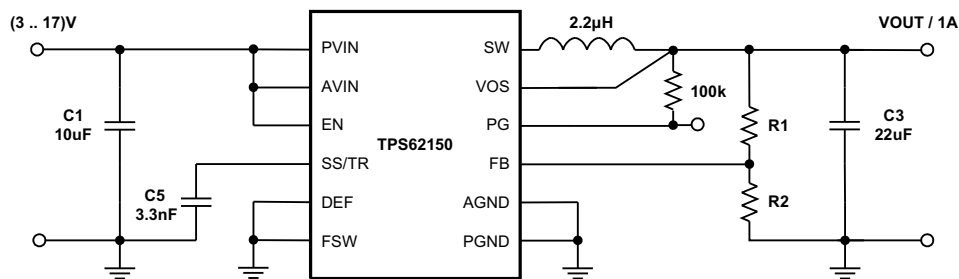 (3 .. 17)V
2.2µH
VOUT / 1A
PVIN
SW
AVIN
VOS
100k
C1
10uF
EN
PG
R1
C3
22uF
TPS62150
SS/TR
FB
C5
3.3nF
DEF
AGND
R2
FSW
PGND